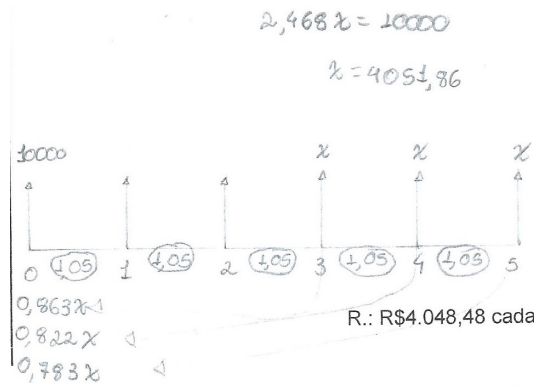 2,468x = 10000
x = 4051,86
10000 x x x
0 1,05 1 1,05 2 1,05 3 1,05 4 1,05 5
0,863x
0,822x
R.: R$4.048,48 cada
0,783x